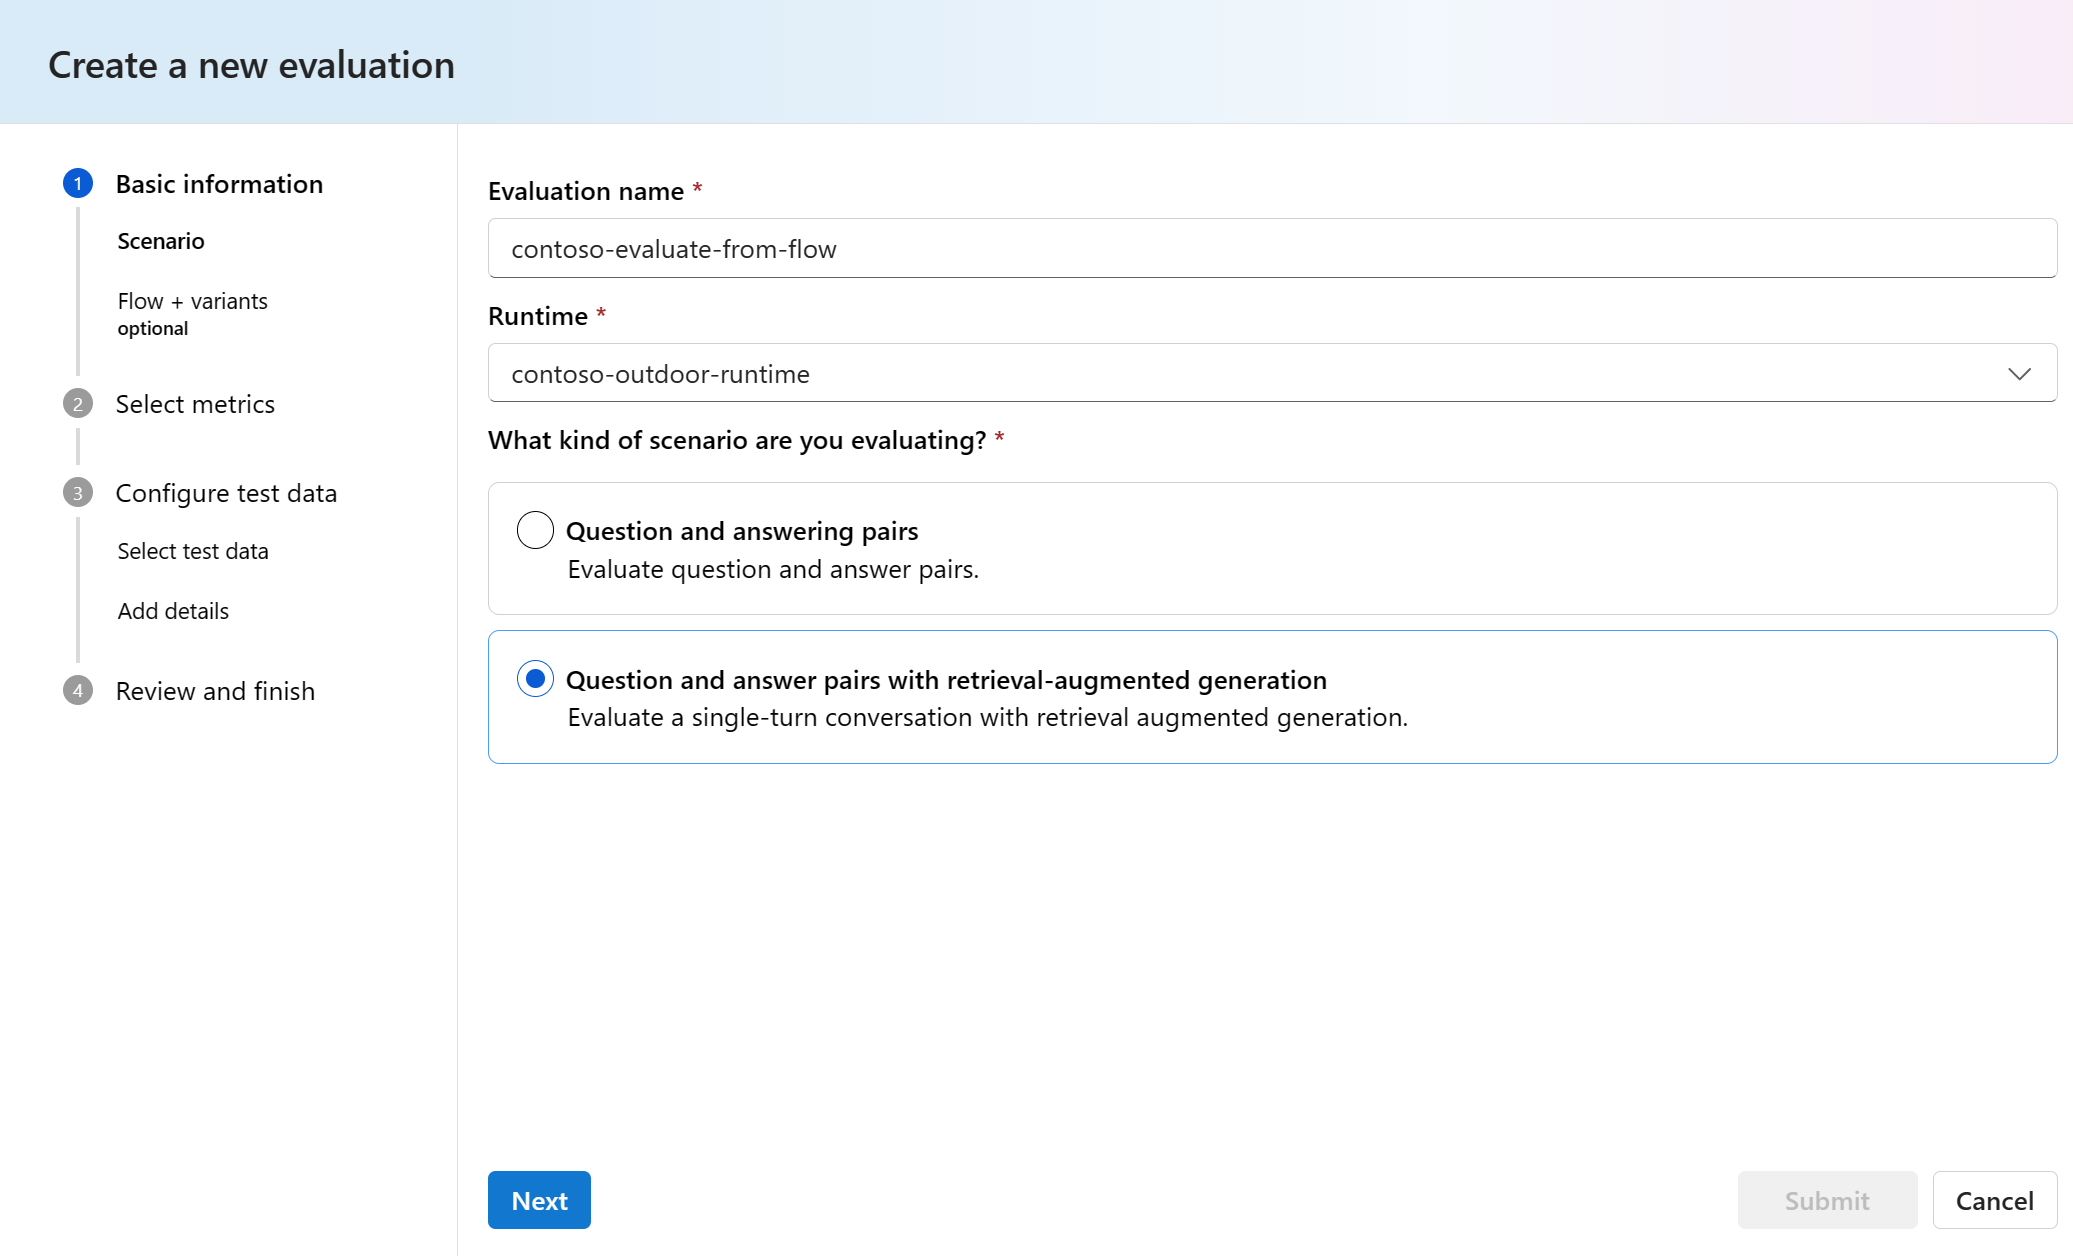 Create a new evaluation
1 Basic information
Scenario
Flow + variants
optional
2 Select metrics
3 Configure test data
Select test data
Add details
4 Review and finish
Evaluation name *
contoso-evaluate-from-flow
Runtime *
contoso-outdoor-runtime
What kind of scenario are you evaluating? *
Question and answering pairs
Evaluate question and answer pairs.
Question and answer pairs with retrieval-augmented generation
Evaluate a single-turn conversation with retrieval augmented generation.
Next
Submit
Cancel